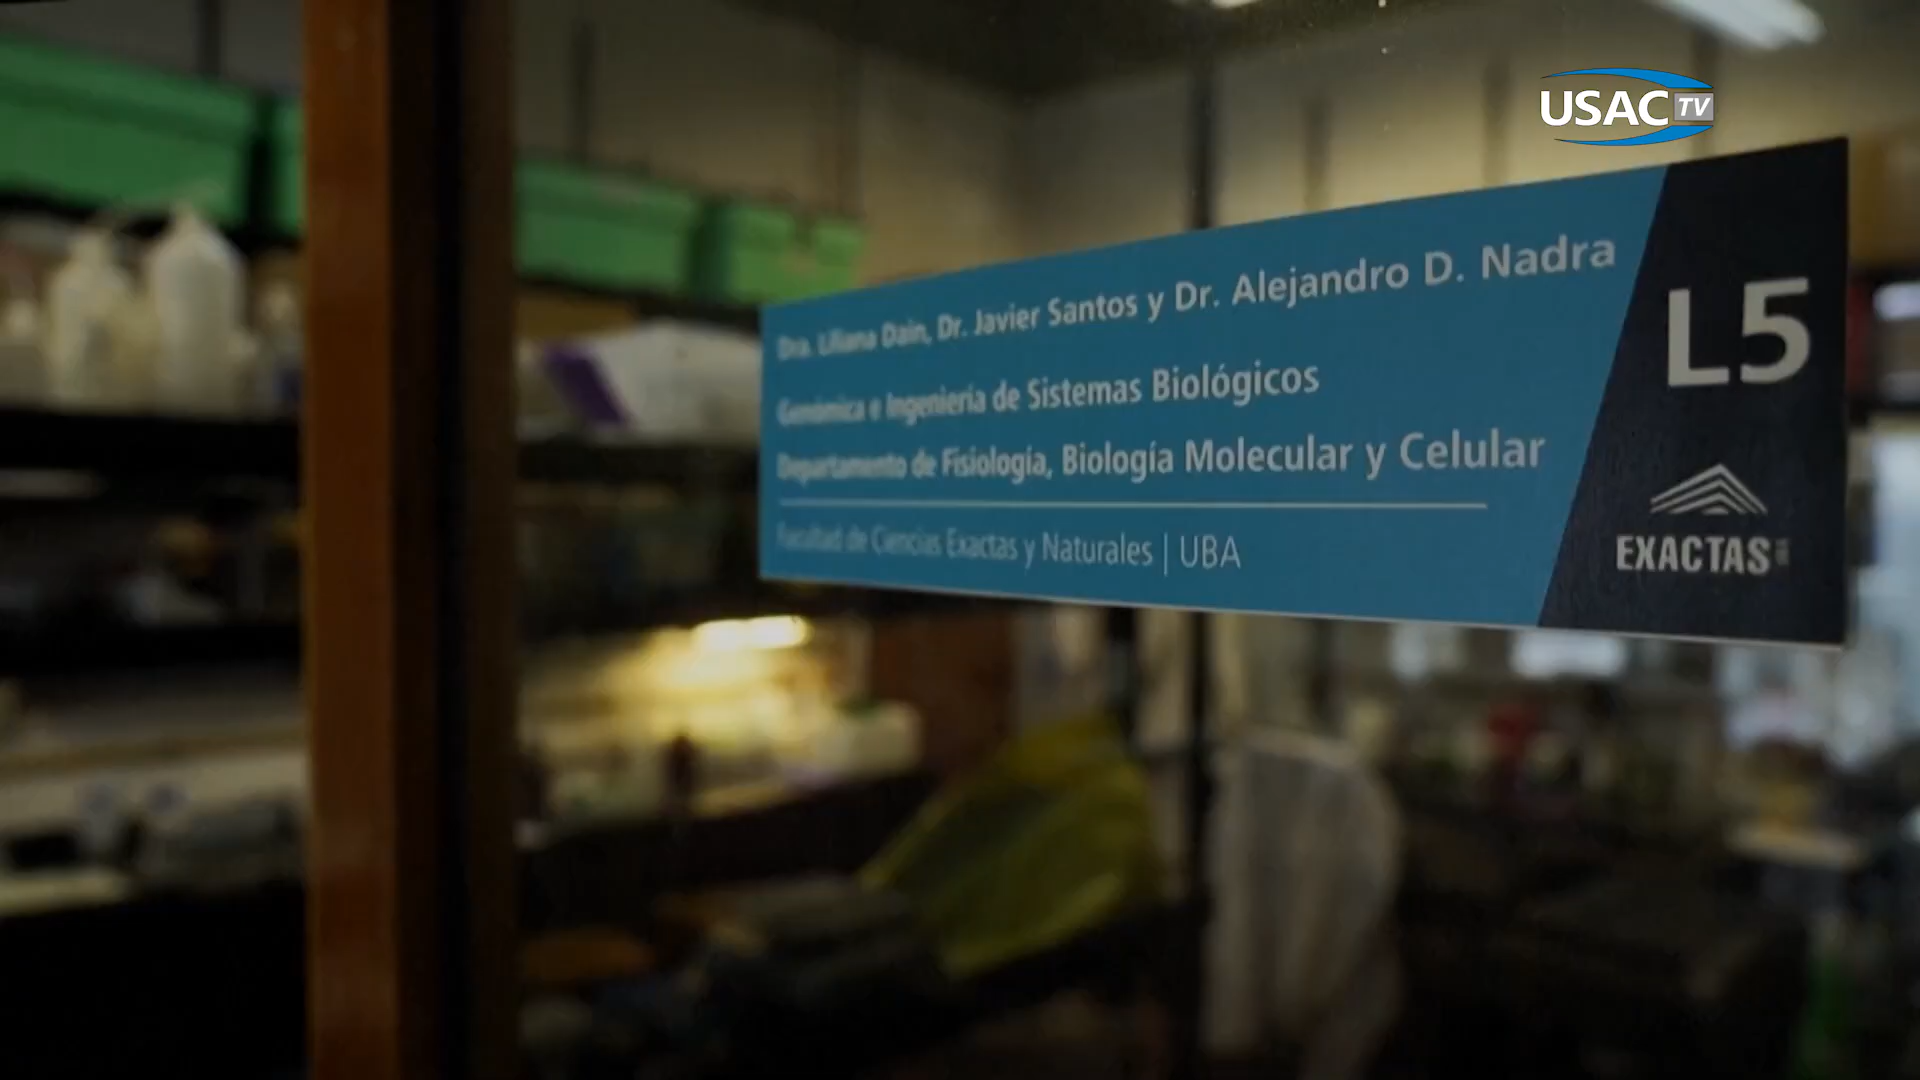 USAC TV
Dra. Liliana Dain, Dr. Javier Santos y Dr. Alejandro D. Nadra
Genómica e Ingeniería de Sistemas Biológicos
Departamento de Fisiología, Biología Molecular y Celular
Facultad de Ciencias Exactas y Naturales | UBA
L5
EXACTAS